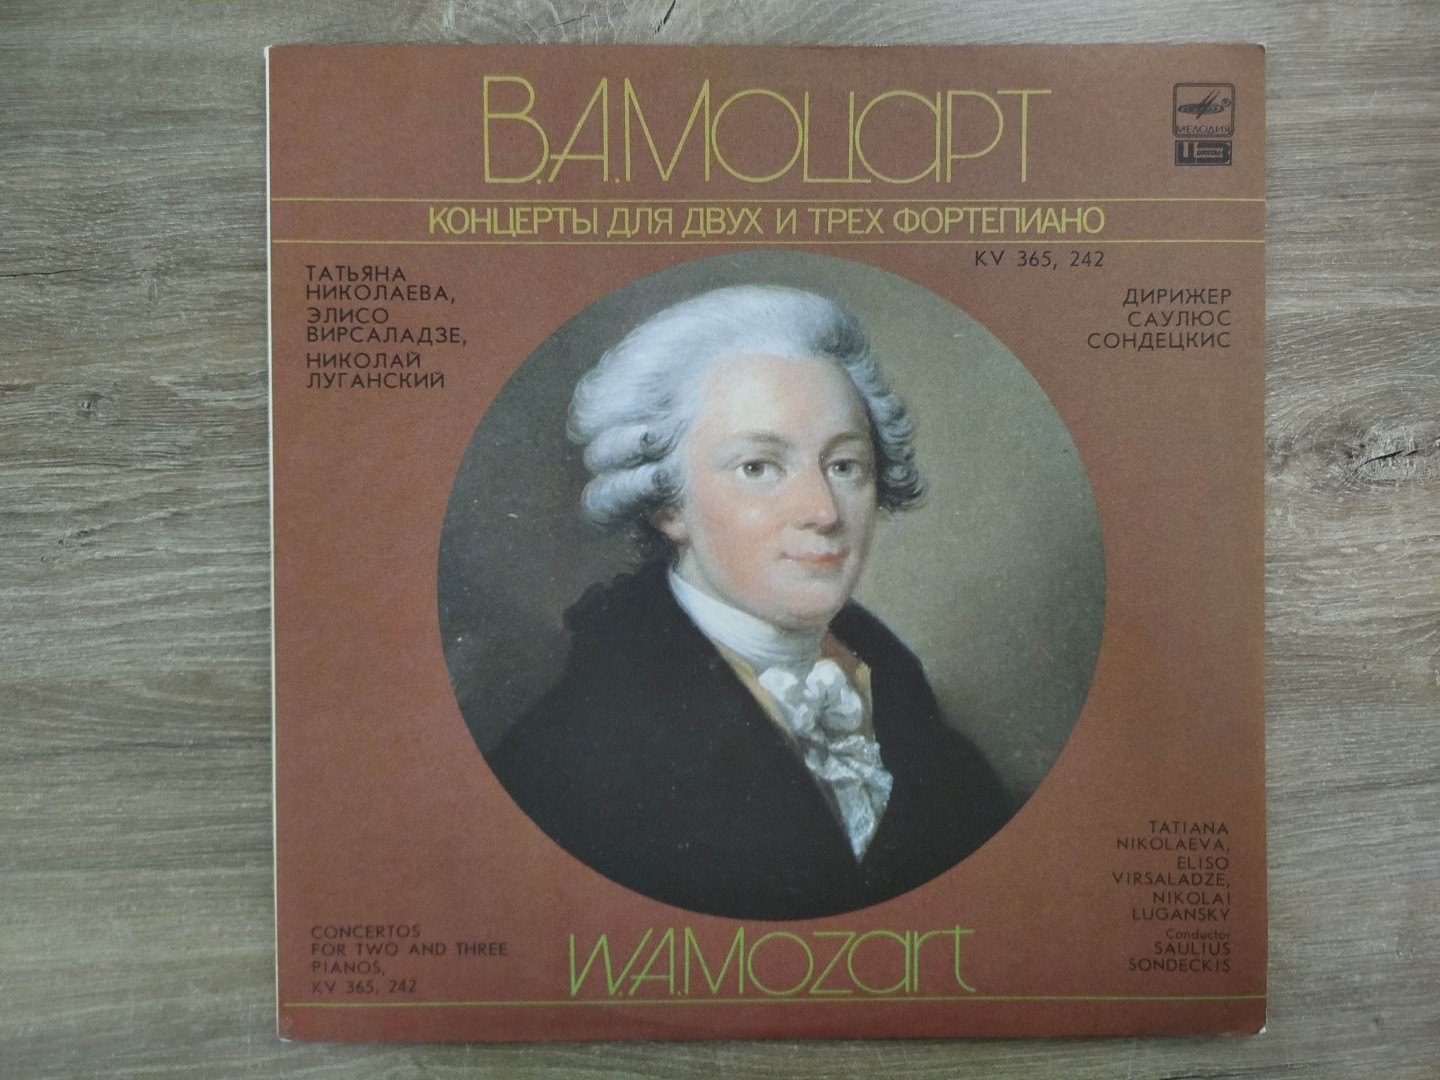 В.А.МОЦАРТ
МЕЛОДИЯ
DIGITAL
КОНЦЕРТЫ ДЛЯ ДВУХ И ТРЕХ ФОРТЕПИАНО
KV 365, 242
ТАТЬЯНА
НИКОЛАЕВА,
ЭЛИСО
ВИРСАЛАДЗЕ,
НИКОЛАЙ
ЛУГАНСКИЙ
ДИРИЖЕР
САУЛЮС
СОНДЕЦКИС
TATIANA
NIKOLAEVA,
ELISO
VIRSALADZE,
NIKOLAI
LUGANSKY
Conductor
SAULIUS
SONDECKIS
CONCERTOS
FOR TWO AND THREE
PIANOS,
KV 365, 242
W.A.MOZART